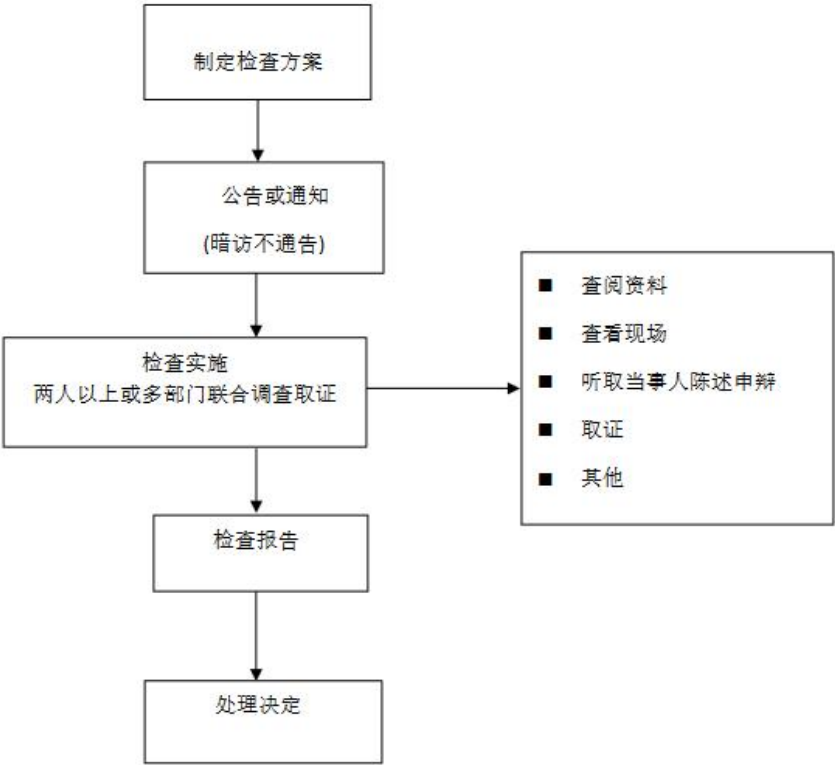 制定检查方案
公告或通知
(暗访不通告)
检查实施
两人以上或多部门联合调查取证
■ 查阅资料
■ 查看现场
■ 听取当事人陈述申辩
■ 取证
■ 其他
检查报告
处理决定